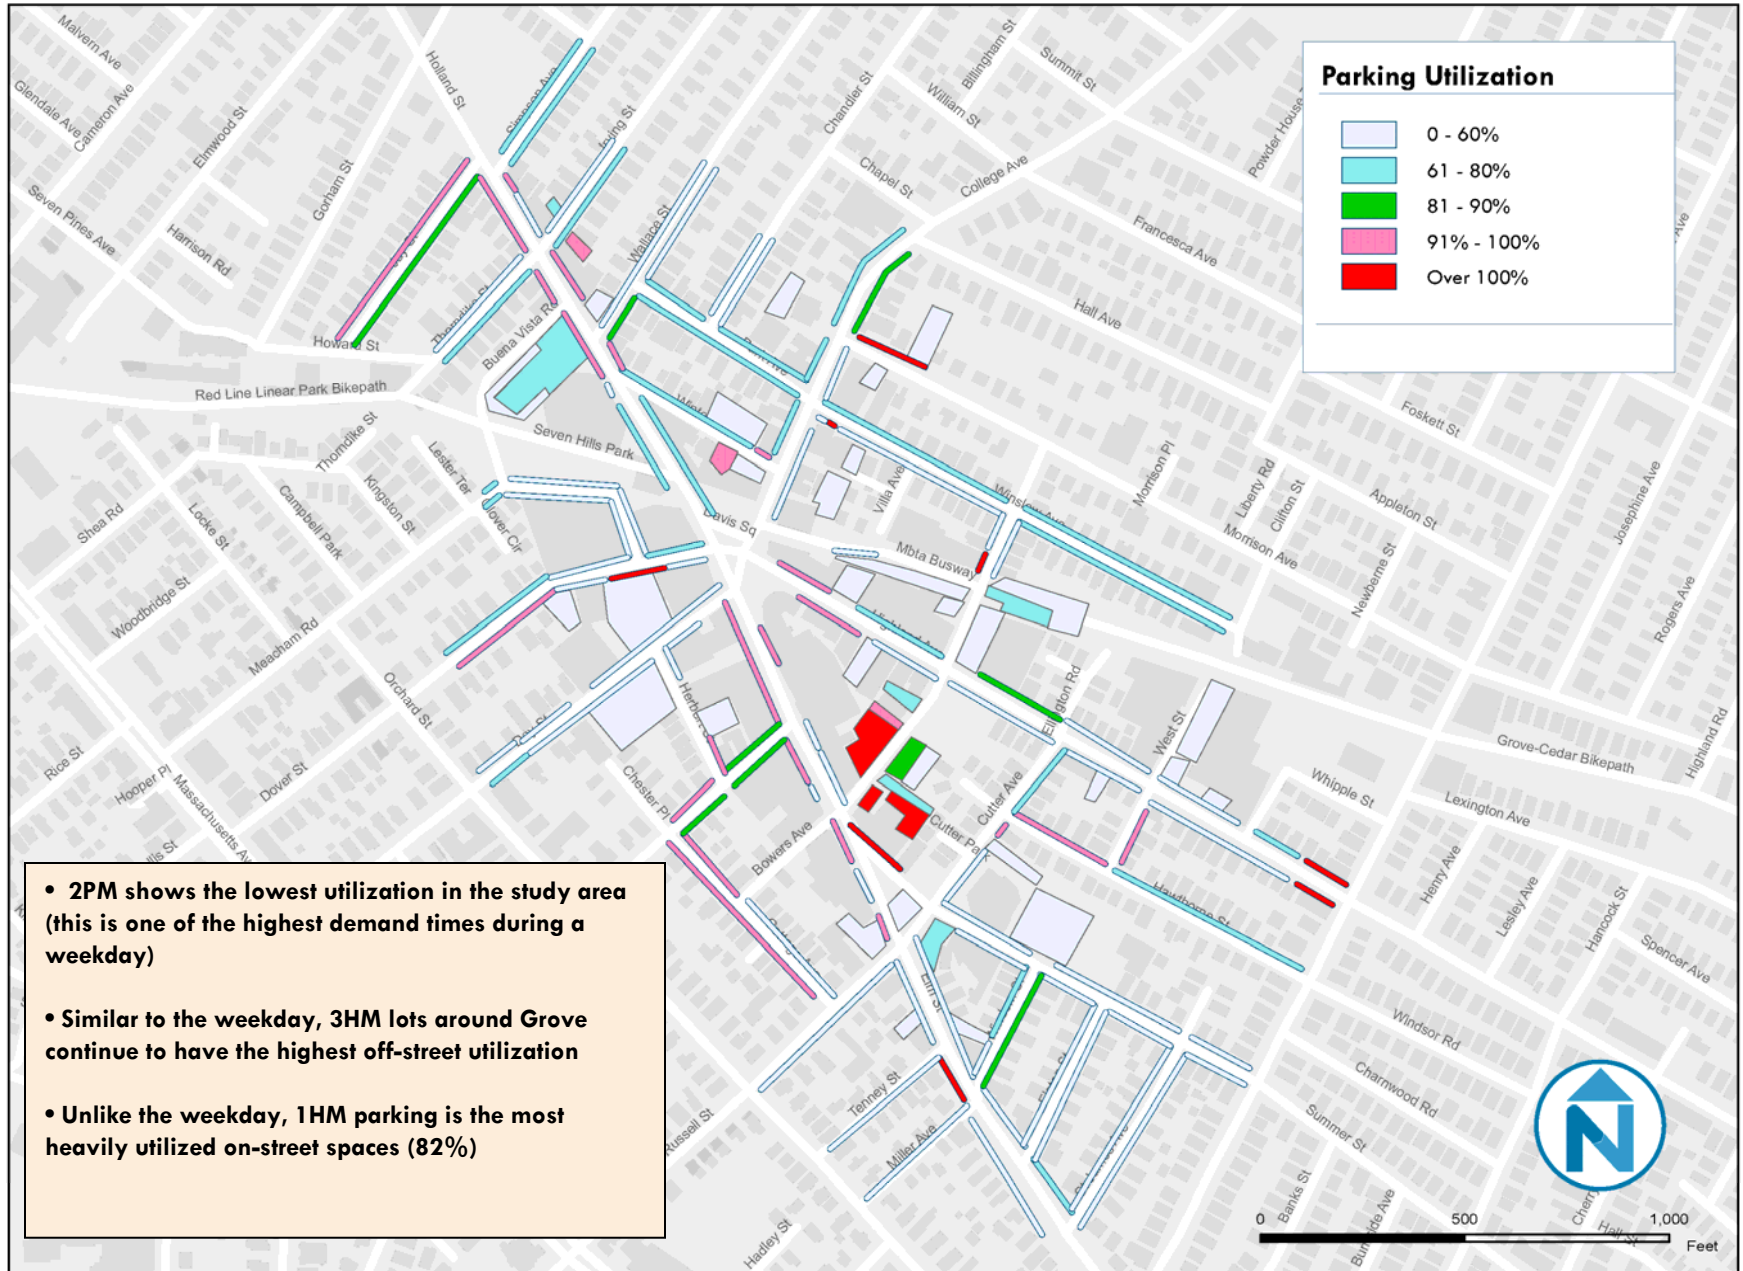 Malvern Ave
Glendale Ave
Cameron Ave
Elmwood St
Holland St
Simpson Ave
Irving St
Chandler St
Billingham St
Summit St
William St
Chapel St
College Ave
Francesca Ave
Powder House
Gorham St
Seven Pines Ave
Harrison Rd
Wallace St
Hall Ave
Thorndike St
Buena Vista Rd
Howard St
Red Line Linear Park Bikepath
Seven Hills Park
Thorndike St
Lester Ter
Kingston St
Campbell Park
Locke St
Shea Rd
Woodbridge St
Meacham Rd
Orchard St
Davis Sq
Mbta Busway
Villa Ave
Winslow Ave
Morrison Pl
Liberty Rd
Clifton St
Morrison Ave
Appleton St
Foskett St
Josephine Ave
Newberne St
Rogers Ave
Highland Rd
Grove-Cedar Bikepath
Whipple St
Lexington Ave
West St
Cutter Ave
Cutter Park
Hawthorne St
Henry Ave
Lesley Ave
Hancock St
Spencer Ave
Windsor Rd
Charnwood Rd
Summer St
Banks St
Rice St
Hooper Pl
Massachusetts Av
Dover St
Chester Pl
Bowers Ave
Elm St
Tenney St
Miller Ave
Russell St
Hadley St
Parking Utilization
0 - 60%
61 - 80%
81 - 90%
91% - 100%
Over 100%
• 2PM shows the lowest utilization in the study area
(this is one of the highest demand times during a
weekday)
• Similar to the weekday, 3HM lots around Grove
continue to have the highest off-street utilization
• Unlike the weekday, 1HM parking is the most
heavily utilized on-street spaces (82%)
N
0 500 1,000
Feet